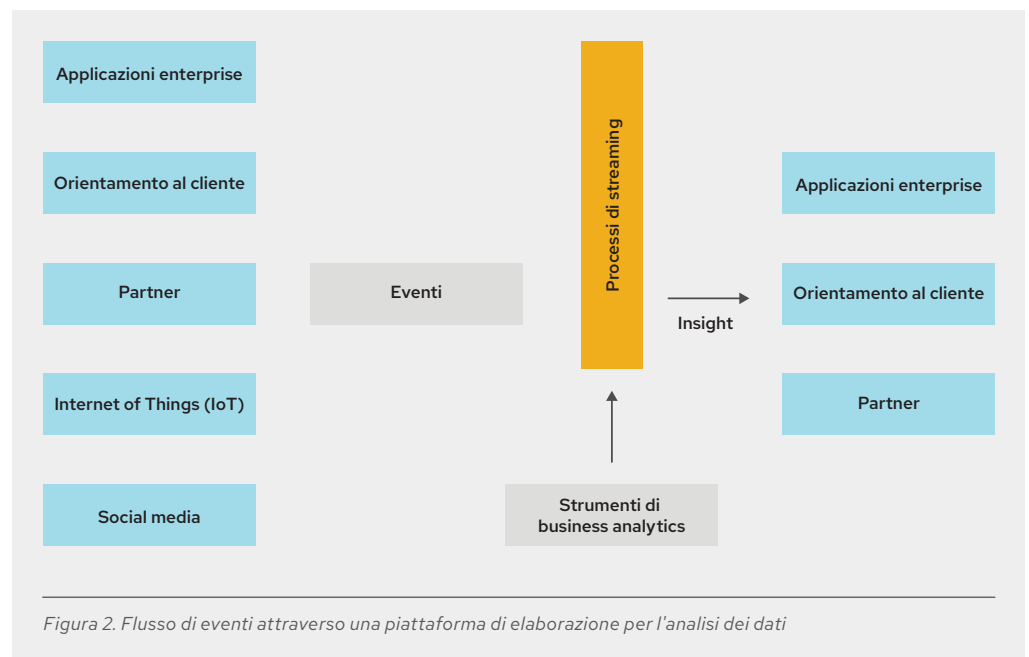 Applicazioni enterprise
Orientamento al cliente
Partner
Internet of Things (IoT)
Social media
Eventi
Processi di streaming
Strumenti di
business analytics
Insight
Applicazioni enterprise
Orientamento al cliente
Partner
Figura 2. Flusso di eventi attraverso una piattaforma di elaborazione per l'analisi dei dati